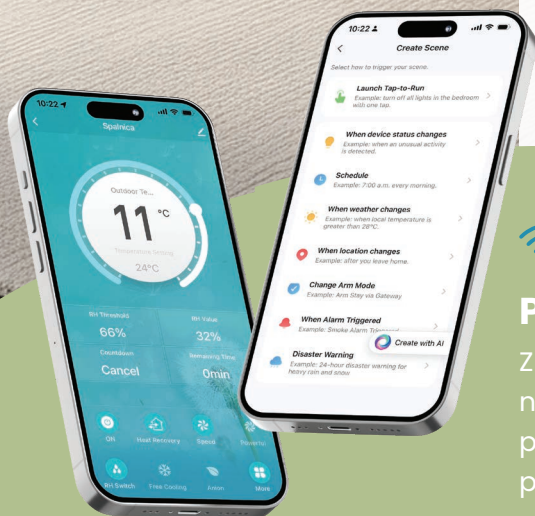 10:22
Spalnica
Outdoor Te...
11 °C
Temperature Setting
24°C
RH Threshold
RH Value
66%
32%
Countdown
Remaining Time
Cancel
0min
ON
Heat Recovery
Speed
RH Switch
Free Cooling
Anion
More
10:22
Create Scene
Select how to trigger your scene.
Launch Tap-to-Run
Example: turn off all lights in the bedroom
with one tap.
When device status changes
Example: when an unusual activity
is detected.
Schedule
Example: 7:00 a.m. every morning.
When weather changes
Example: when local temperature is
greater than 28°C.
When location changes
Example: after you leave home.
Change Arm Mode
Example: Arm Stay via Gateway
When Alarm Triggered
Example: Smoke Alarm
Create with AI
Disaster Warning
Example: 24-hour disaster warning for
heavy rain and snow
P
Z
n
p
p